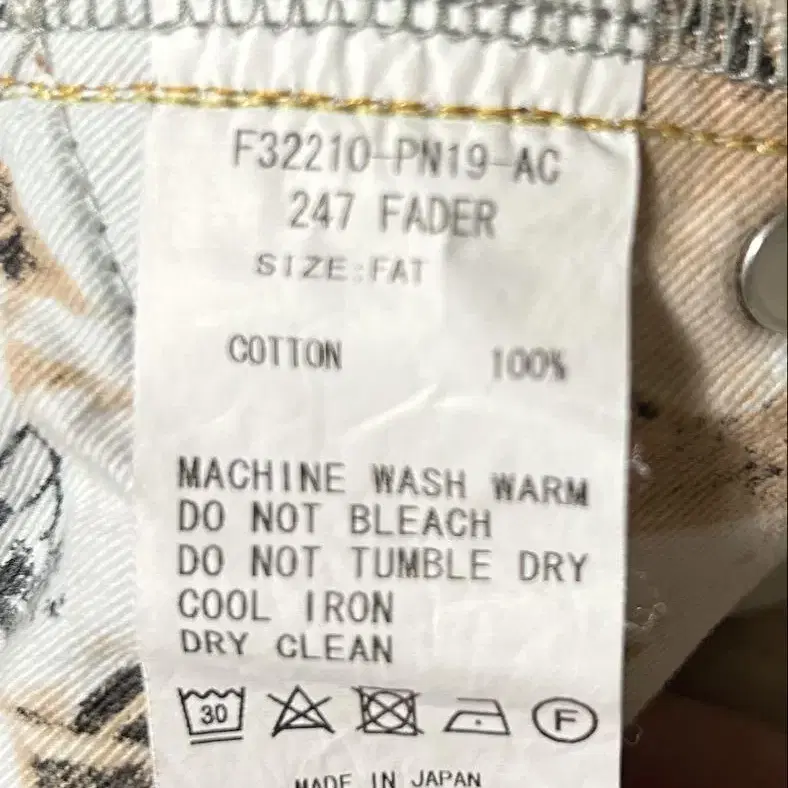 F32210-PN19-AC
247 FADER
SIZE:FAT
COTTON 100%
MACHINE WASH WARM
DO NOT BLEACH
DO NOT TUMBLE DRY
COOL IRON
DRY CLEAN
30 F
MADE IN JAPAN